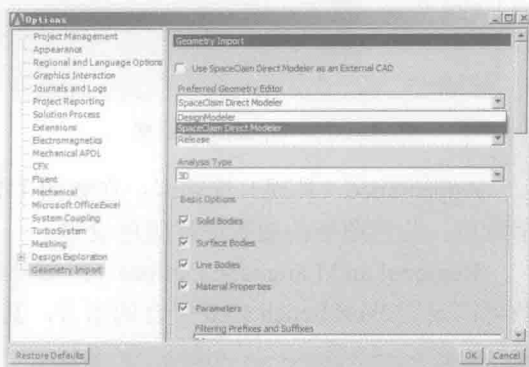 Options
Project Management
Appearance
Regional and Language Options
Graphics Interaction
Journals and Logs
Project Reporting
Solution Process
Extensions
Electromagnetics
Mechanical APDL
CFX
Fluent
Mechanical
Microsoft OfficeExcel
System Coupling
TurboSystem
Meshing
Design Exploration
Geometry Import
Restore Defaults
Geometry Import
Use SpaceClaim Direct Modeler as an External CAD
Preferred Geometry Editor
SpaceClaim Direct Modeler
DesignModeler
SpaceClaim Direct Modeler
Release
Analysis Type
3D
Basic Options
Solid Bodies
Surface Bodies
Line Bodies
Material Properties
Parameters
Filtering Prefixes and Suffixes
OK
Cancel